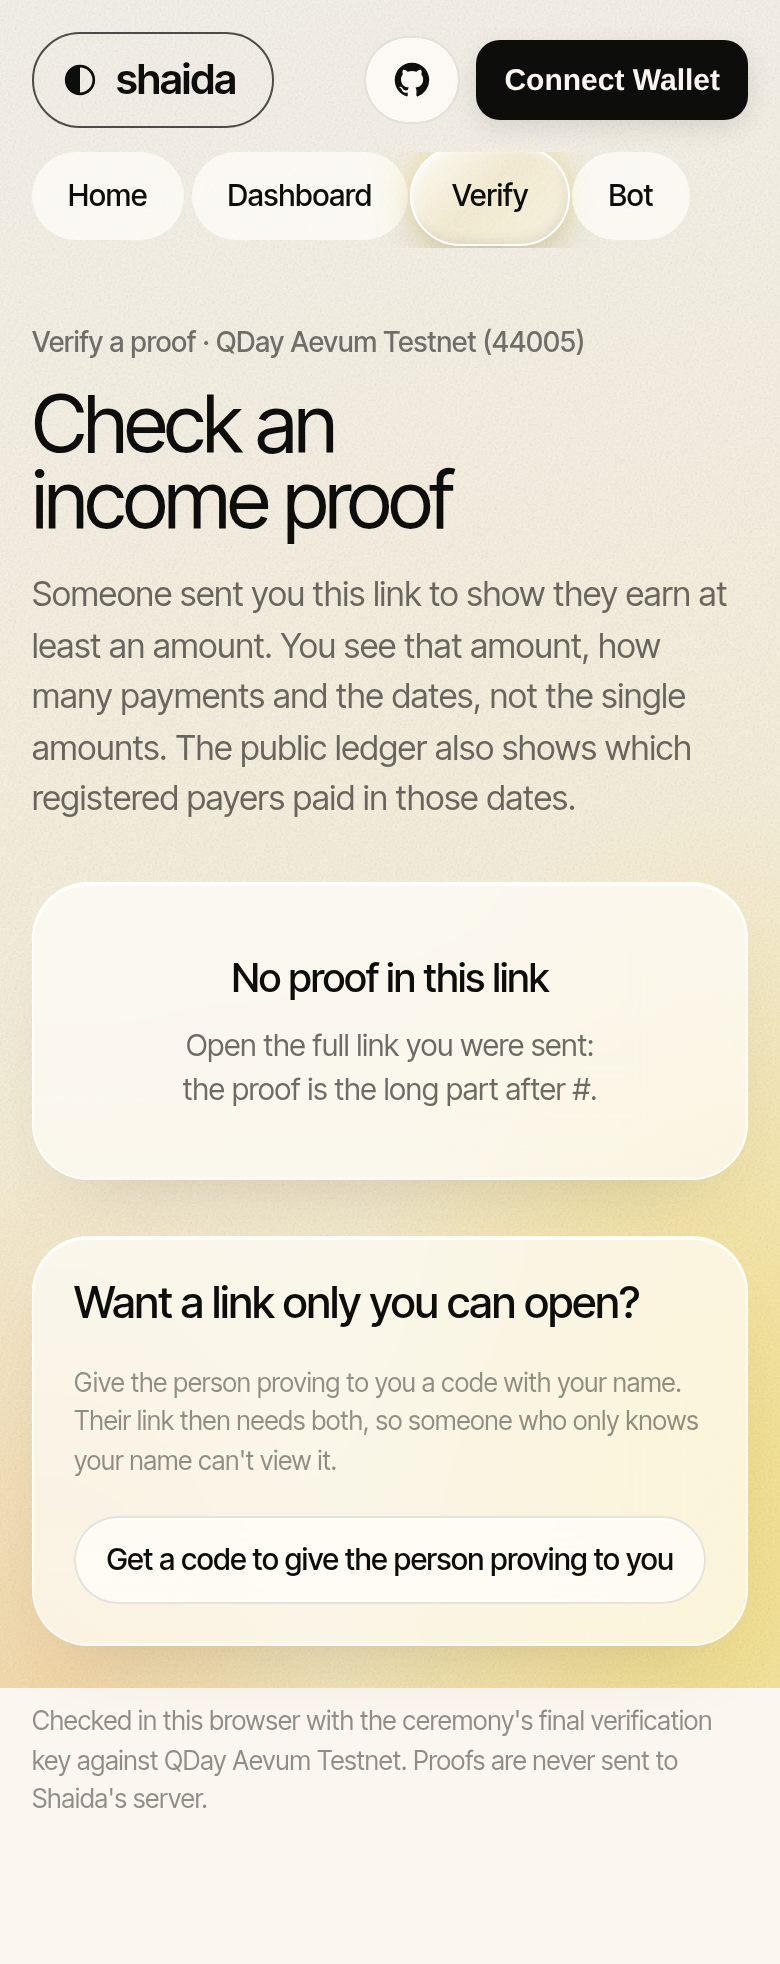 shaida
Connect Wallet
Home
Dashboard
Verify
Bot
Verify a proof · QDay Aevum Testnet (44005)
Check an
income proof
Someone sent you this link to show they earn at
least an amount. You see that amount, how
many payments and the dates, not the single
amounts. The public ledger also shows which
registered payers paid in those dates.
No proof in this link
Open the full link you were sent:
the proof is the long part after #.
Want a link only you can open?
Give the person proving to you a code with your name.
Their link then needs both, so someone who only knows
your name can't view it.
Get a code to give the person proving to you
Checked in this browser with the ceremony's final verification
key against QDay Aevum Testnet. Proofs are never sent to
Shaida's server.